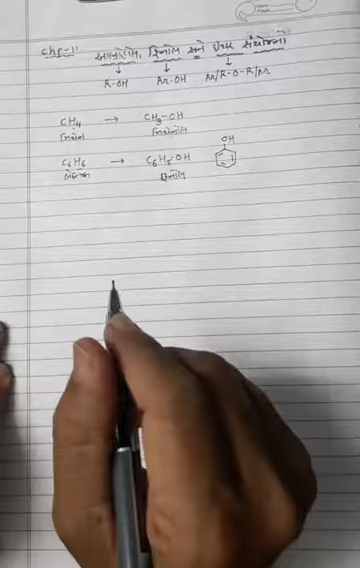 ch:-11 આલ્કોહોલ, ફિનોલ અને ઈથર સંયોજનો
R-OH Ar-OH Ar/R-O-R/Ar
CH₄ → CH₃-OH
મિથેન મિથેનોલ
OH
C₆H₆ → C₆H₅-OH
બેન્ઝિન ફિનોલ